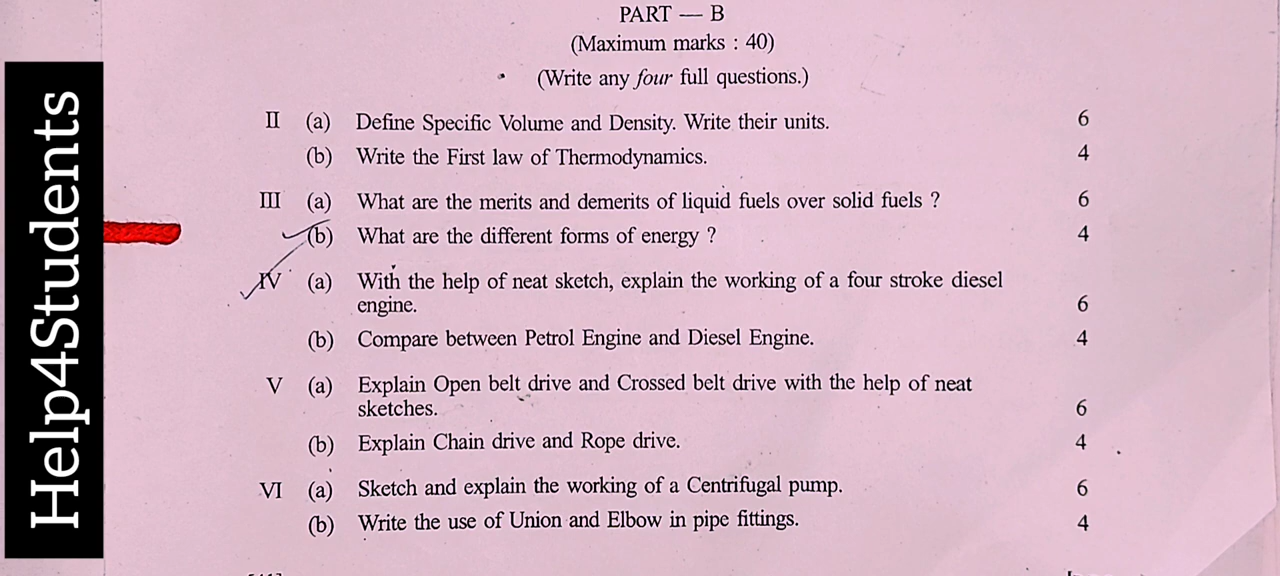 PART — B
(Maximum marks : 40)
(Write any four full questions.)
II (a) Define Specific Volume and Density. Write their units. 6
(b) Write the First law of Thermodynamics. 4
III (a) What are the merits and demerits of liquid fuels over solid fuels ? 6
(b) What are the different forms of energy ? 4
IV (a) With the help of neat sketch, explain the working of a four stroke diesel
engine. 6
(b) Compare between Petrol Engine and Diesel Engine. 4
V (a) Explain Open belt drive and Crossed belt drive with the help of neat
sketches. 6
(b) Explain Chain drive and Rope drive. 4
VI (a) Sketch and explain the working of a Centrifugal pump. 6
(b) Write the use of Union and Elbow in pipe fittings. 4
Help4Students